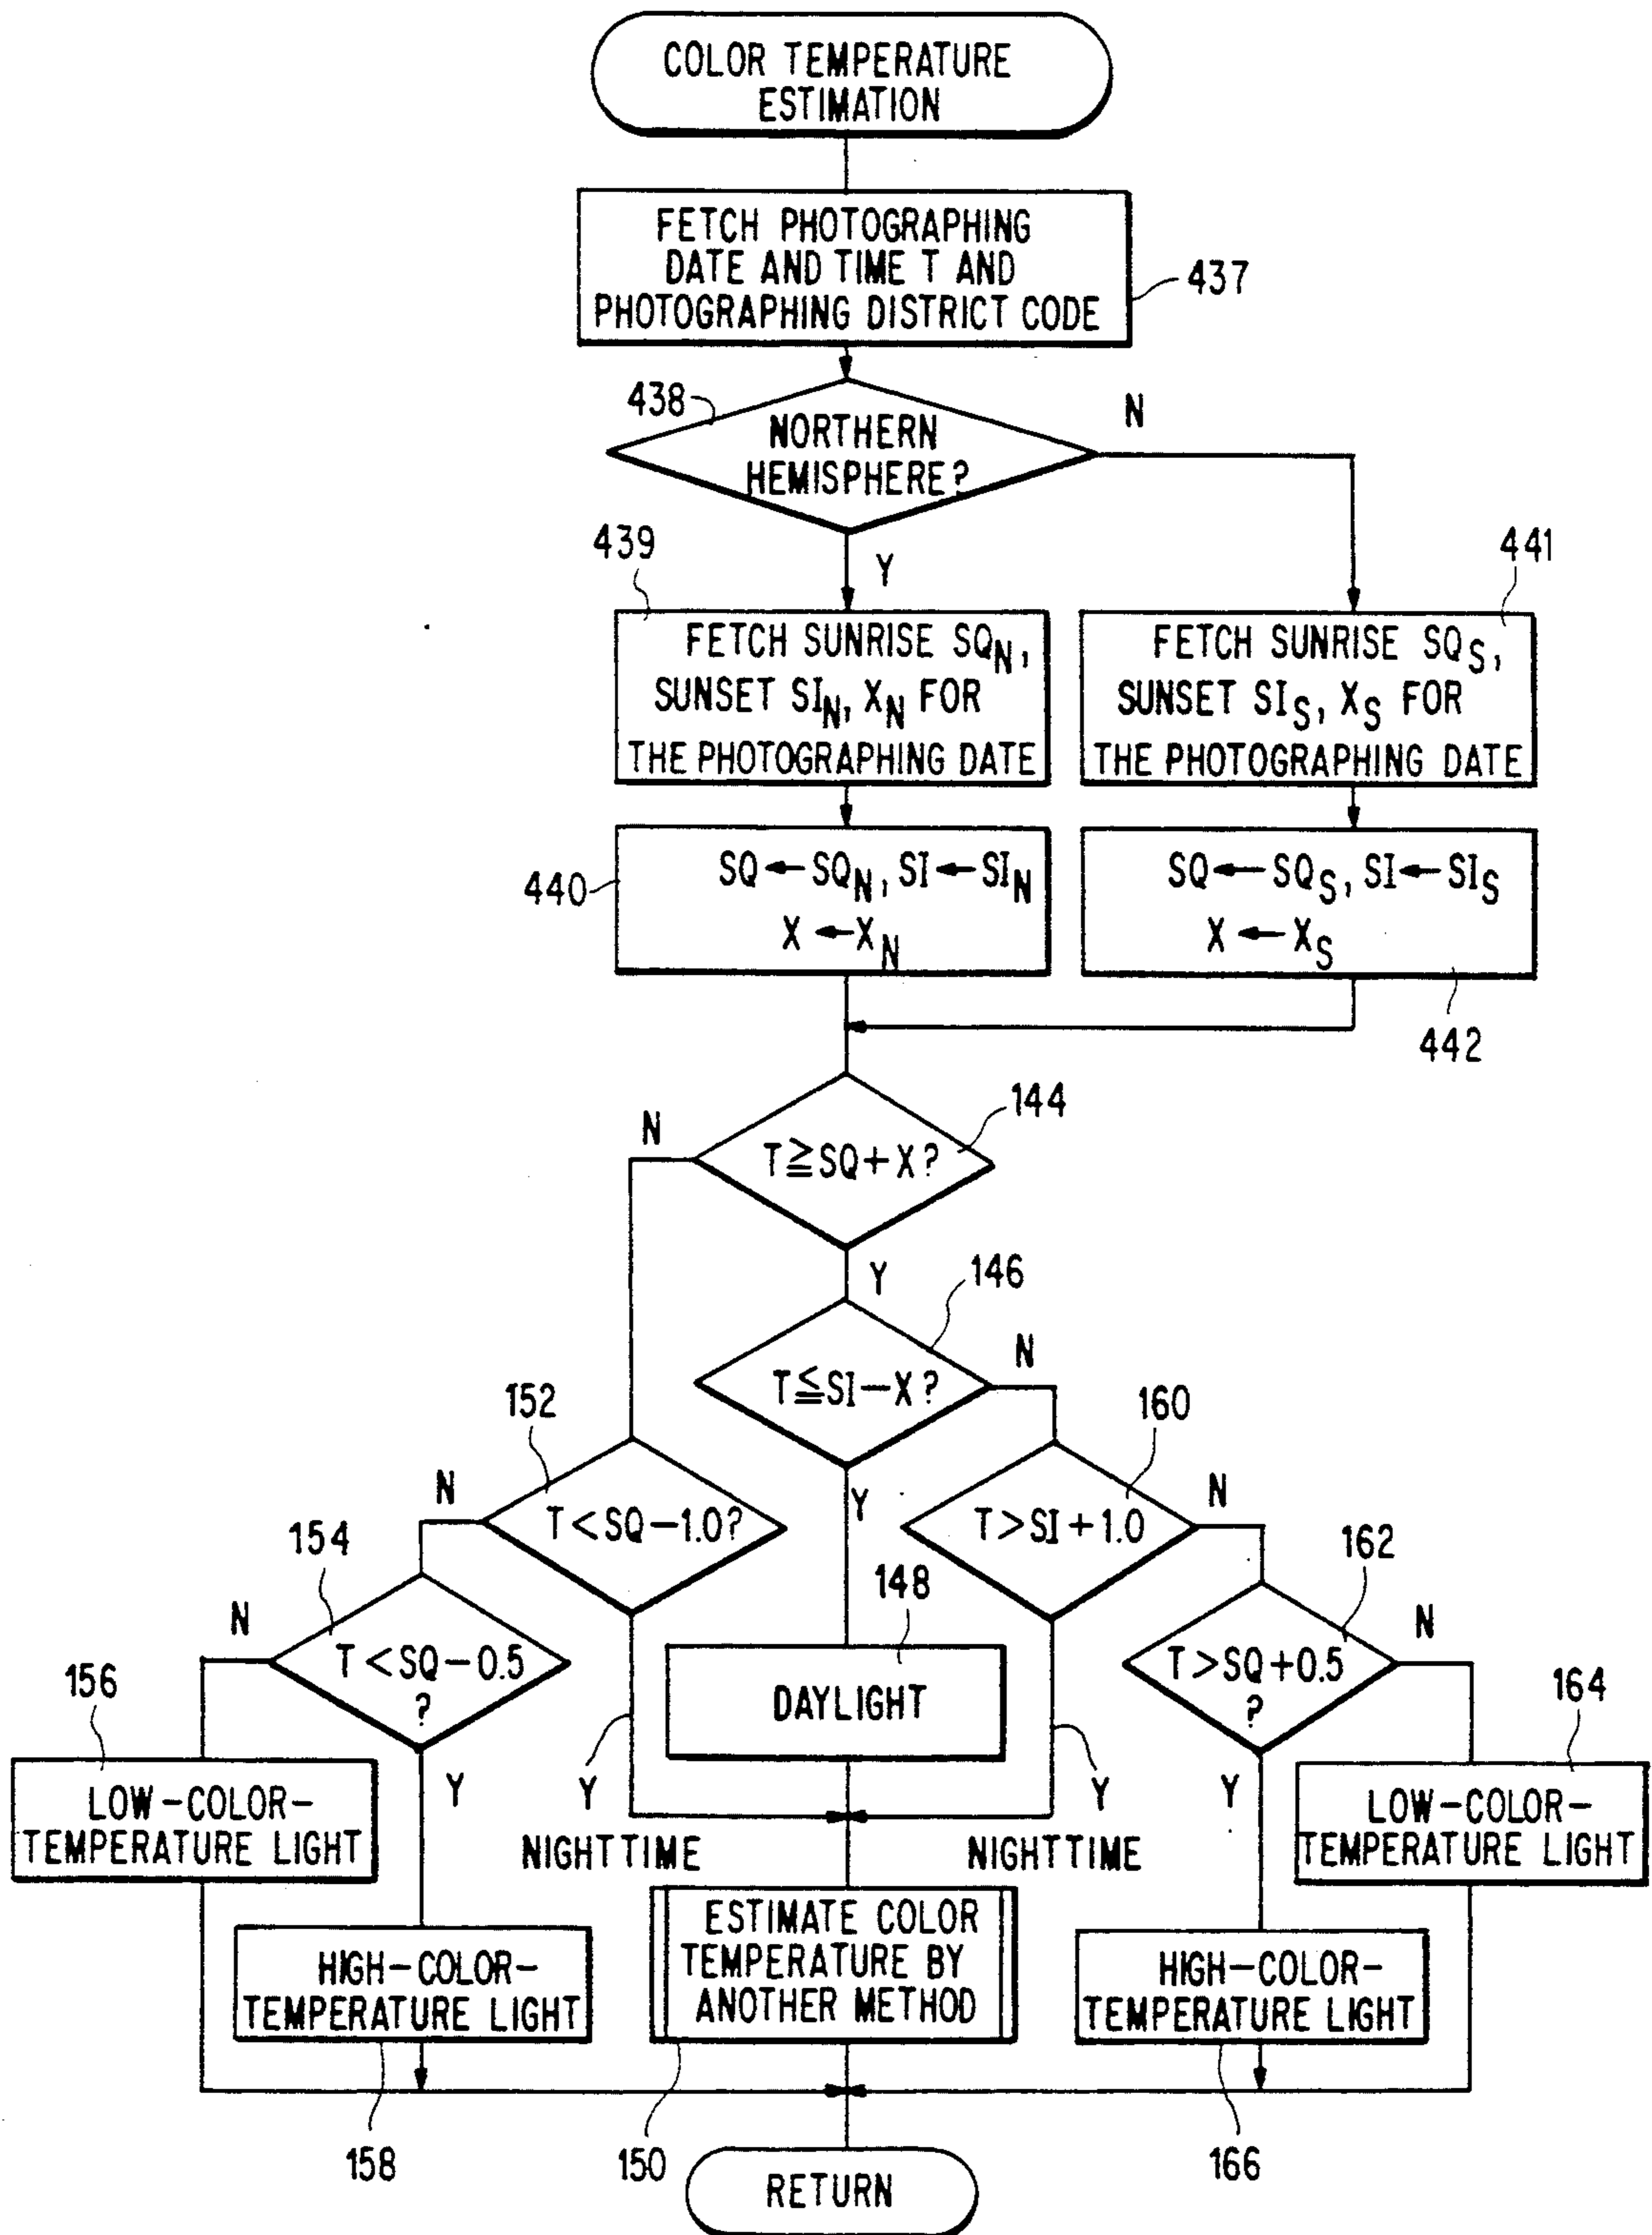 COLOR TEMPERATURE
ESTIMATION
FETCH PHOTOGRAPHING
DATE AND TIME T AND
PHOTOGRAPHING DISTRICT CODE
437
438
NORTHERN
HEMISPHERE?
N
Y
439
FETCH SUNRISE SQN,
SUNSET SIN, XN FOR
THE PHOTOGRAPHING DATE
441
FETCH SUNRISE SQS,
SUNSET SIS, XS FOR
THE PHOTOGRAPHING DATE
440
SQ←SQN, SI←SIN
X←XN
SQ←SQS, SI←SIS
X←XS
442
144
N
T≧SQ+X?
Y
146
T≦SI−X?
N
Y
152
T<SQ−1.0?
N
160
T>SI+1.0
N
154
T<SQ−0.5
?
N
148
DAYLIGHT
162
T>SQ+0.5
?
N
156
LOW-COLOR-
TEMPERATURE LIGHT
Y
Y
NIGHTTIME
Y
NIGHTTIME
Y
164
LOW-COLOR-
TEMPERATURE LIGHT
HIGH-COLOR-
TEMPERATURE LIGHT
ESTIMATE COLOR
TEMPERATURE BY
ANOTHER METHOD
HIGH-COLOR-
TEMPERATURE LIGHT
158
150
166
RETURN